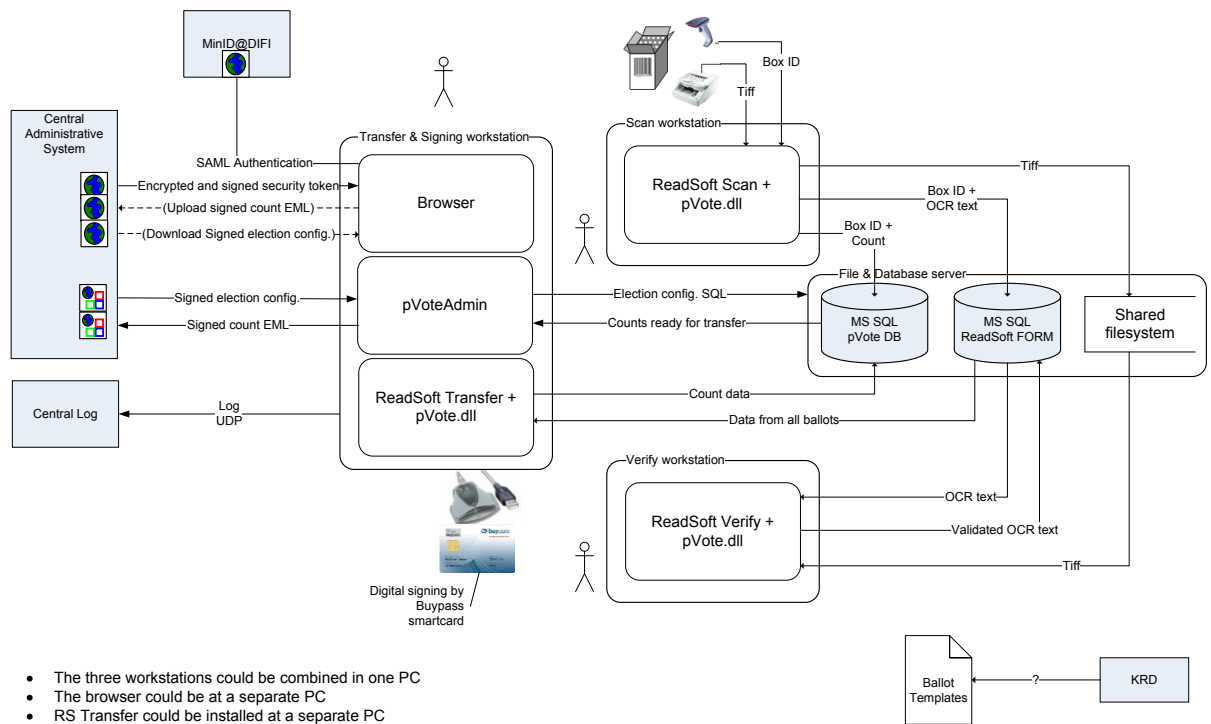 MinID@DIFI
Central
Administrative
System
SAML Authentication
Encrypted and signed security token
(Upload signed count EML)
(Download Signed election config.)
Signed election config.
Signed count EML
Central Log
Log
UDP
Transfer & Signing workstation
Browser
pVoteAdmin
ReadSoft Transfer +
pVote.dll
Digital signing by
Buypass
smartcard
Box ID
Tiff
Scan workstation
ReadSoft Scan +
pVote.dll
Tiff
Box ID +
OCR text
Box ID +
Count
File & Database server
Election config. SQL
Counts ready for transfer
MS SQL
pVote DB
MS SQL
ReadSoft FORM
Shared
filesystem
Count data
Data from all ballots
Verify workstation
ReadSoft Verify +
pVote.dll
OCR text
Validated OCR text
Tiff
Ballot
Templates
?
KRD
• The three workstations could be combined in one PC
• The browser could be at a separate PC
• RS Transfer could be installed at a separate PC